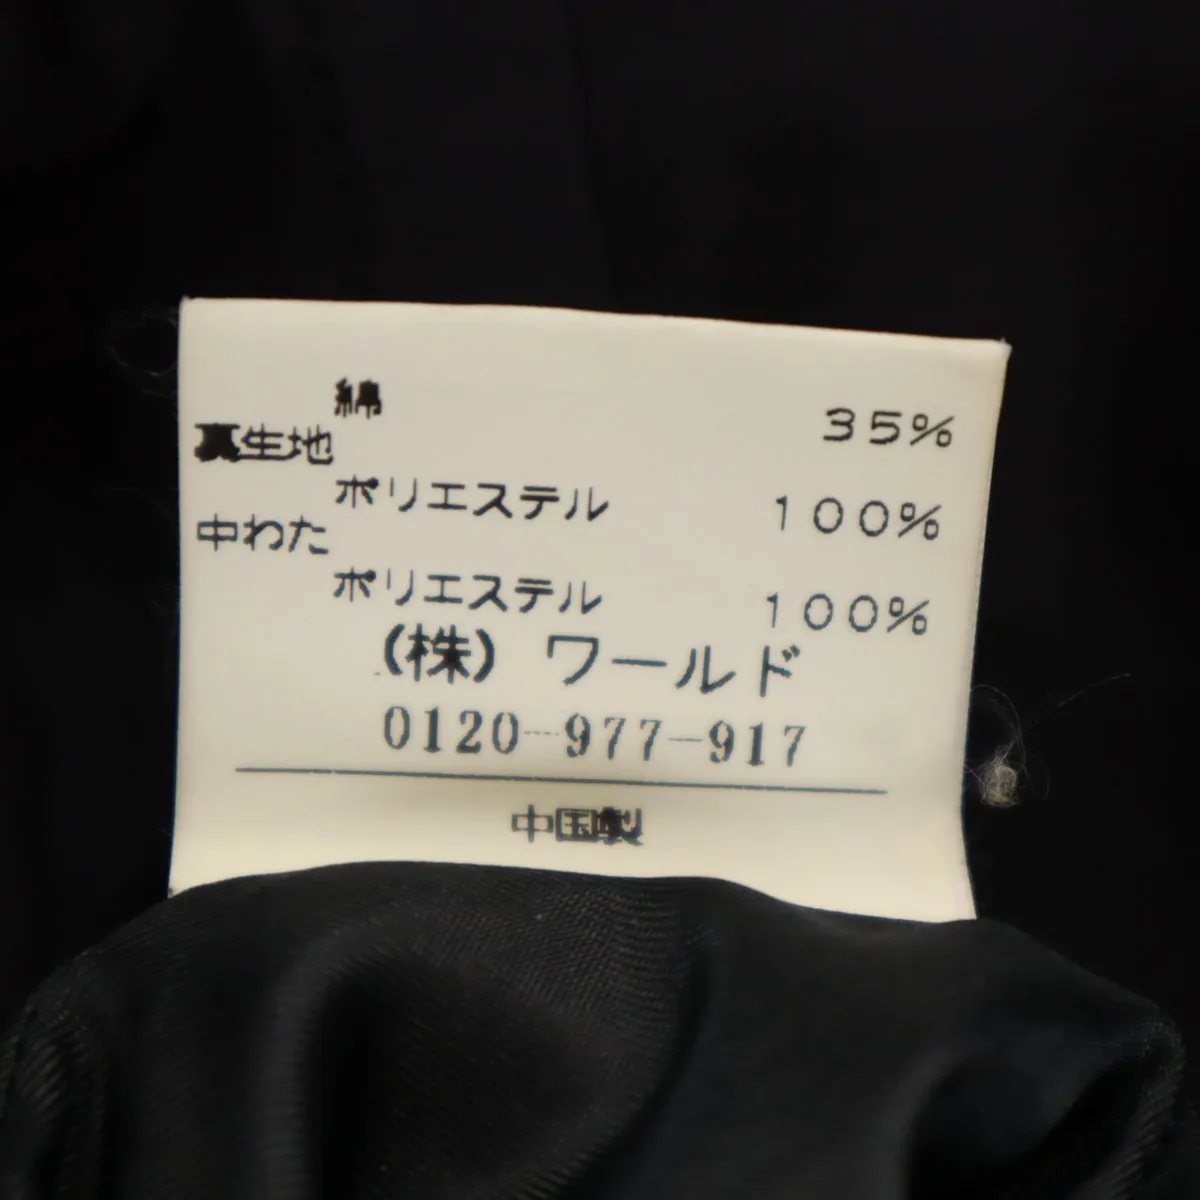 綿 35%
裏生地
ポリエステル 100%
中わた
ポリエステル 100%
(株) ワールド
0120-977-917
中国製